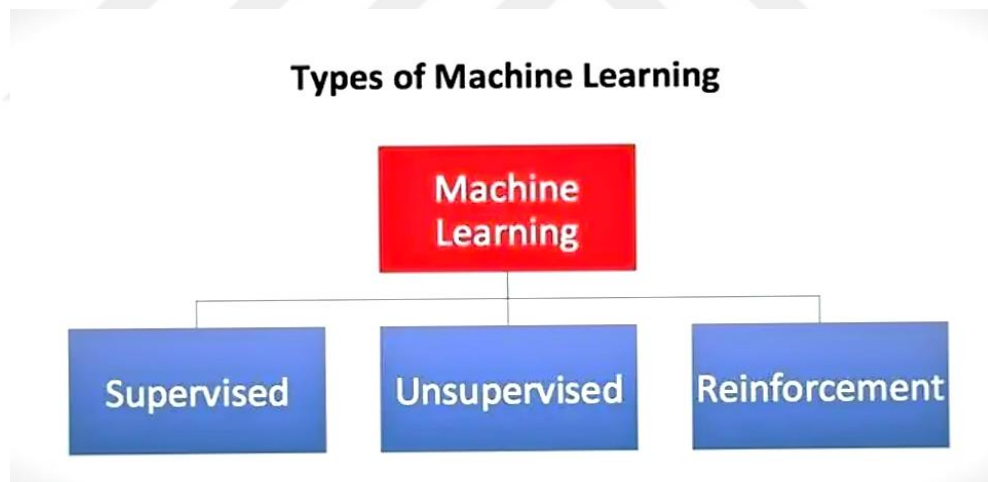 Types of Machine Learning
Machine
Learning
Supervised
Unsupervised
Reinforcement